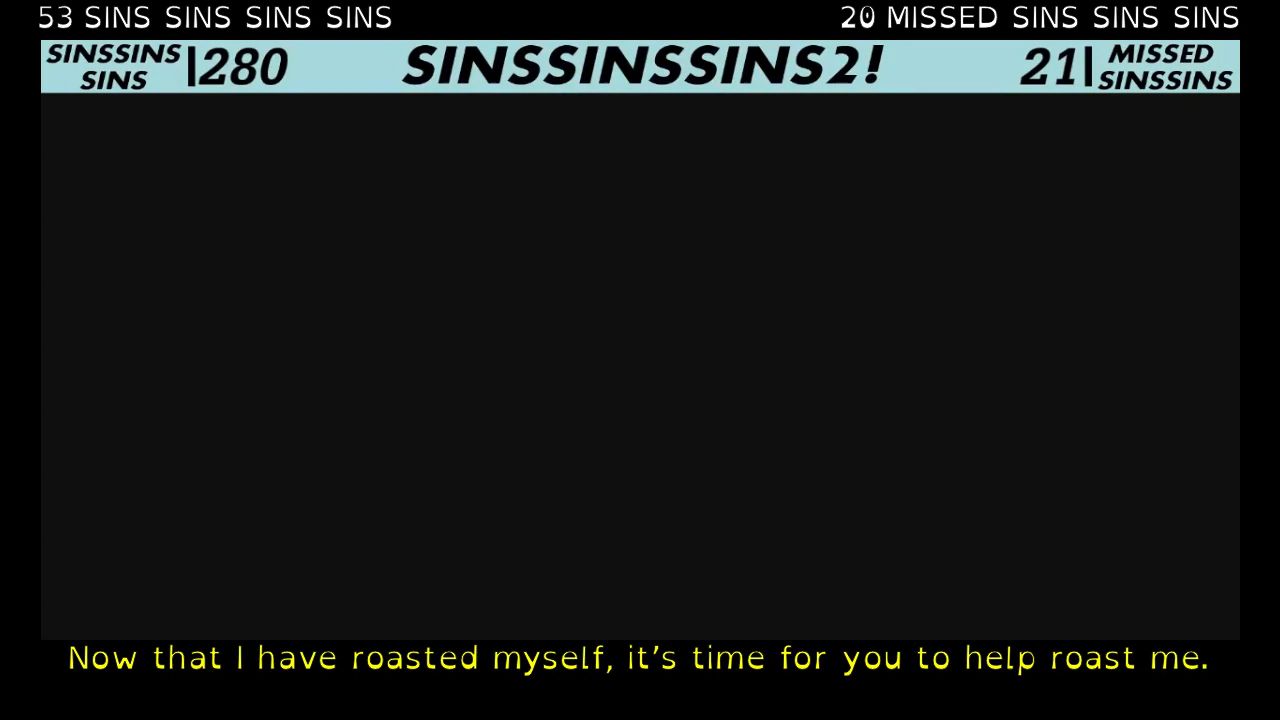 53 SINS SINS SINS SINS
20 MISSED SINS SINS SINS
SINSSINS
SINS
280
SINSSINSSINS2!
21
MISSED
SINSSINS
Now that I have roasted myself, it's time for you to help roast me.